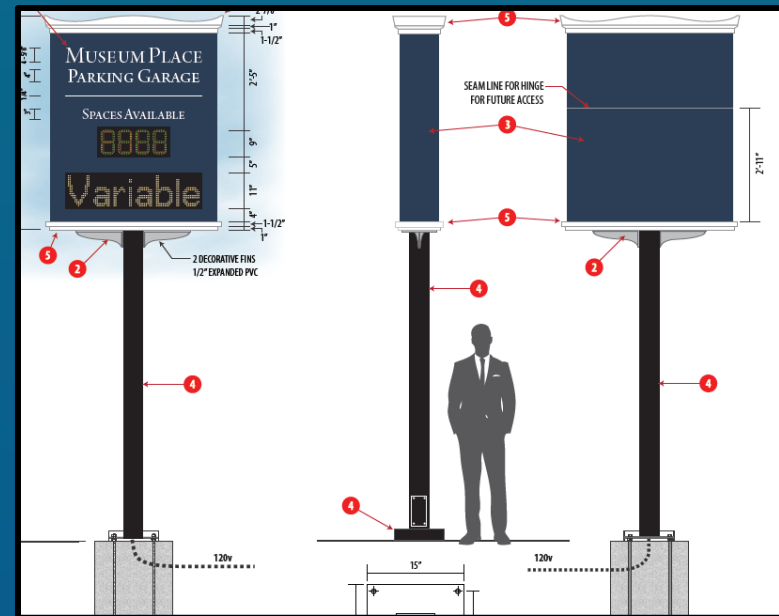 1"
1-1/2"
MUSEUM PLACE
PARKING GARAGE
SPACES AVAILABLE
8888
Variable
2'-5"
9"
5"
11"
4"
1-1/2"
1"
4"
3"
5
2
2 DECORATIVE FINS
1/2" EXPANDED PVC
4
120v
5
3
5
4
4
15"
SEAM LINE FOR HINGE
FOR FUTURE ACCESS
2'-11"
2
4
120v